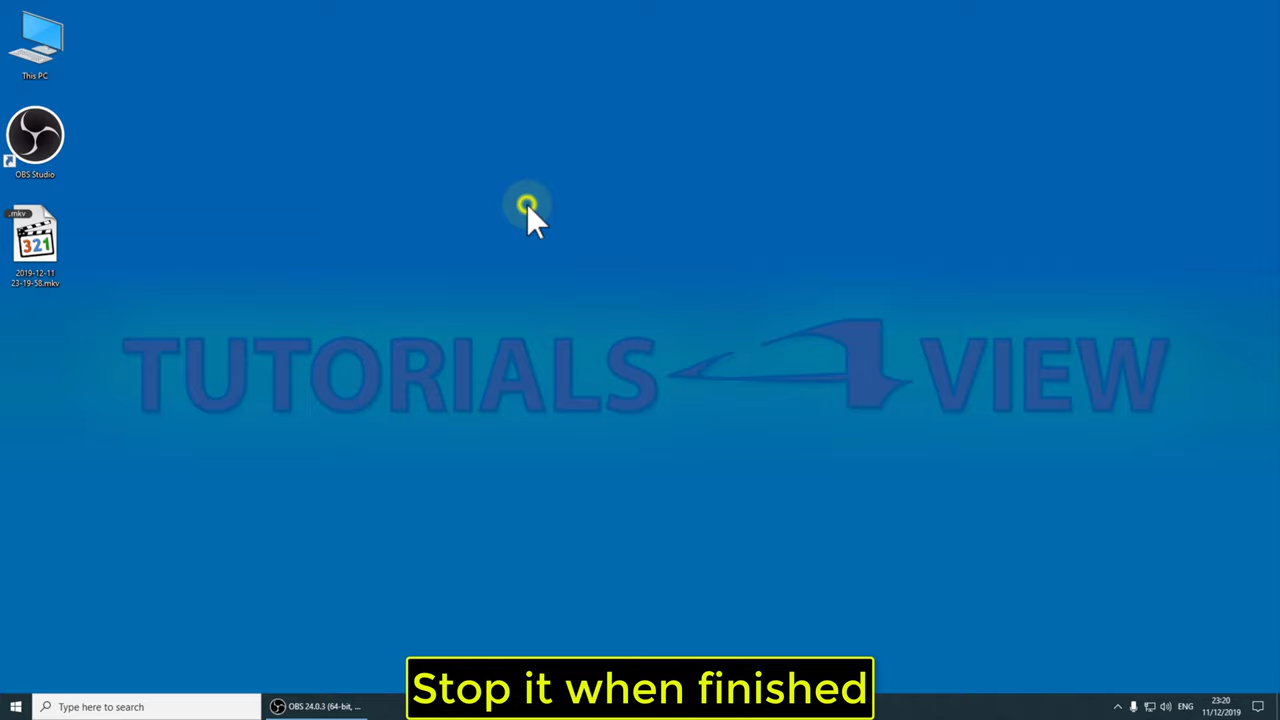 This PC
OBS Studio
.mkv
321
2019-12-11
23-19-58.mkv
TUTORIALS 4 VIEW
Stop it when finished
Type here to search
OBS 24.0.3 (64-bit, ...
ENG
23:20
11/12/2019